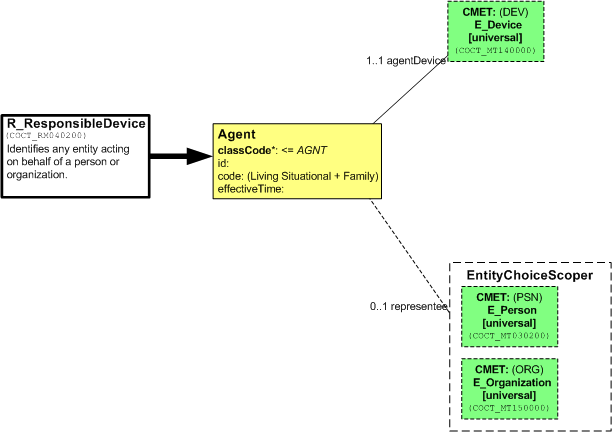 CMET: (DEV)
E_Device
[universal]
(COCT_MT140000)
1..1 agentDevice
R_ResponsibleDevice
(COCT_RM040200)
Identifies any entity acting
on behalf of a person or
organization.
Agent
classCode*: <= AGNT
id:
code: (Living Situational + Family)
effectiveTime:
0..1 representee
EntityChoiceScoper
CMET: (PSN)
E_Person
[universal]
(COCT_MT030200)
CMET: (ORG)
E_Organization
[universal]
(COCT_MT150000)